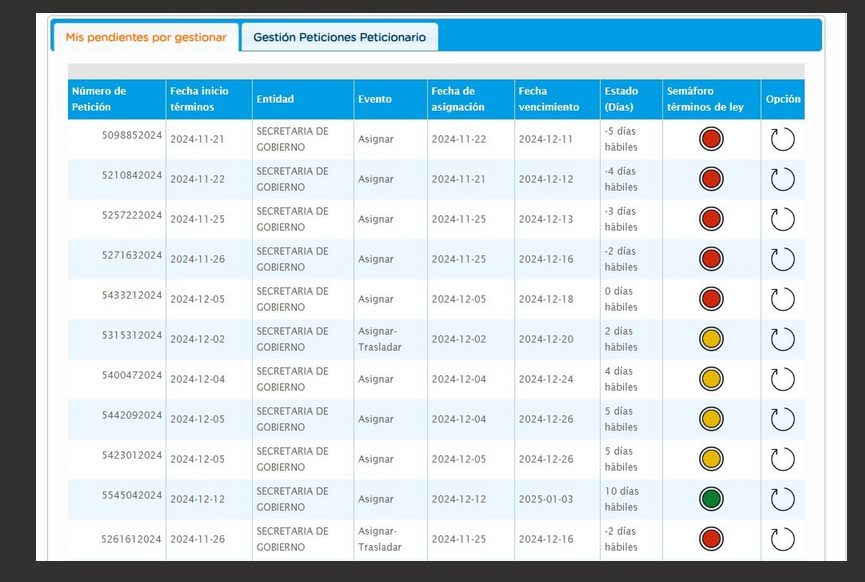 Mis pendientes por gestionar Gestión Peticiones Peticionario
Número de Petición Fecha inicio términos Entidad Evento Fecha de asignación Fecha vencimiento Estado (Días) Semáforo términos de ley Opción
5098852024 2024-11-21 SECRETARIA DE GOBIERNO Asignar 2024-11-22 2024-12-11 -5 días hábiles
5210842024 2024-11-22 SECRETARIA DE GOBIERNO Asignar 2024-11-21 2024-12-12 -4 días hábiles
5257222024 2024-11-25 SECRETARIA DE GOBIERNO Asignar 2024-11-25 2024-12-13 -3 días hábiles
5271632024 2024-11-26 SECRETARIA DE GOBIERNO Asignar 2024-11-25 2024-12-16 -2 días hábiles
5433212024 2024-12-05 SECRETARIA DE GOBIERNO Asignar 2024-12-05 2024-12-18 0 días hábiles
5315312024 2024-12-02 SECRETARIA DE GOBIERNO Asignar-Trasladar 2024-12-02 2024-12-20 2 días hábiles
5400472024 2024-12-04 SECRETARIA DE GOBIERNO Asignar 2024-12-04 2024-12-24 4 días hábiles
5442092024 2024-12-05 SECRETARIA DE GOBIERNO Asignar 2024-12-04 2024-12-26 5 días hábiles
5423012024 2024-12-05 SECRETARIA DE GOBIERNO Asignar 2024-12-05 2024-12-26 5 días hábiles
5545042024 2024-12-12 SECRETARIA DE GOBIERNO Asignar 2024-12-12 2025-01-03 10 días hábiles
5261612024 2024-11-26 SECRETARIA DE GOBIERNO Asignar-Trasladar 2024-11-25 2024-12-16 -2 días hábiles